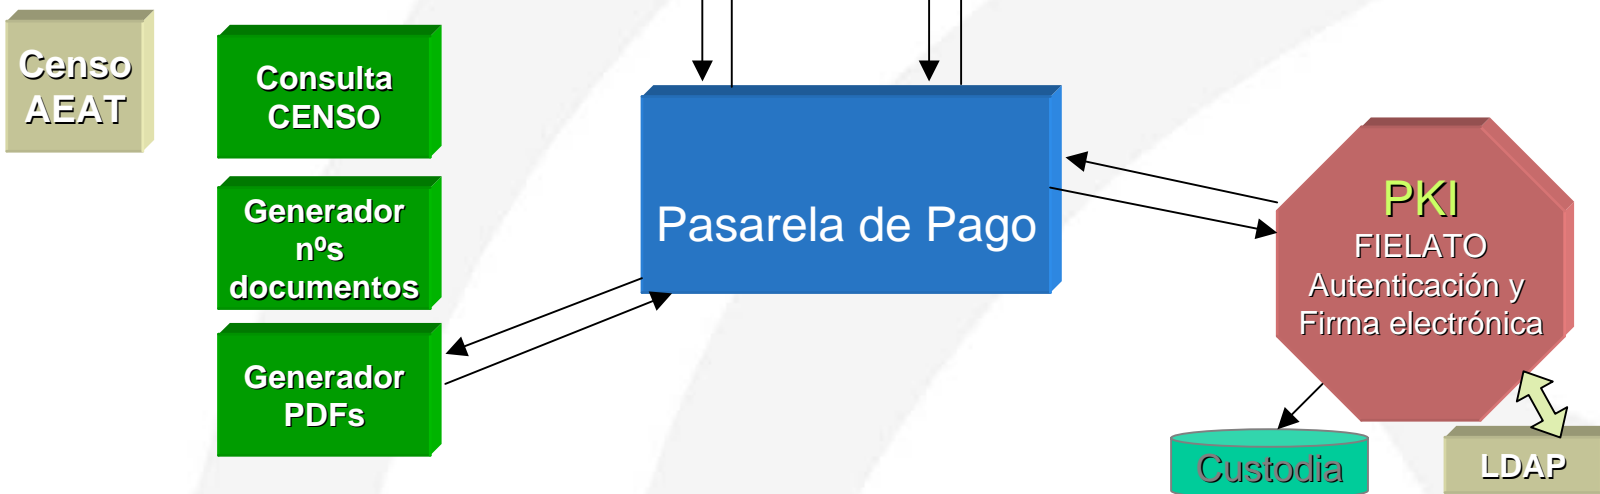 Censo
AEAT
Consulta
CENSO
Generador
nºs
documentos
Generador
PDFs
Pasarela de Pago
PKI
FIELATO
Autenticación y
Firma electrónica
Custodia
LDAP